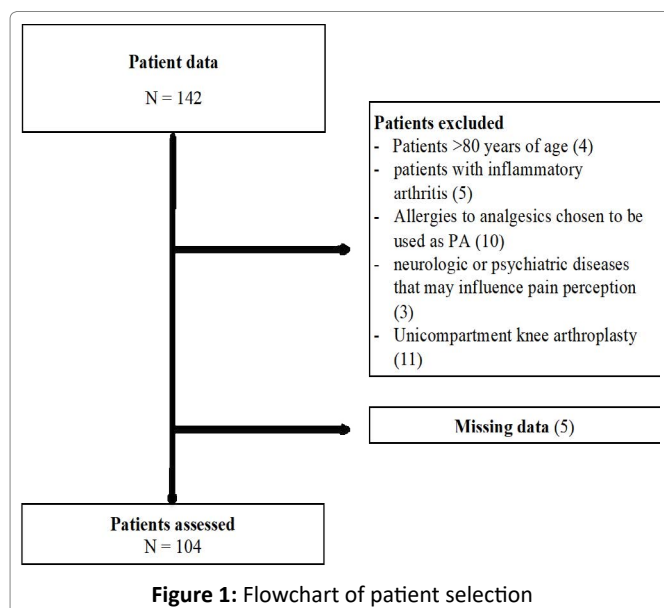 Patient data
N = 142
Patients excluded
- Patients >80 years of age (4)
- patients with inflammatory
arthritis (5)
- Allergies to analgesics chosen to be
used as PA (10)
- neurologic or psychiatric diseases
that may influence pain perception
(3)
- Unicompartment knee arthroplasty
(11)
Missing data (5)
Patients assessed
N = 104
Figure 1: Flowchart of patient selection